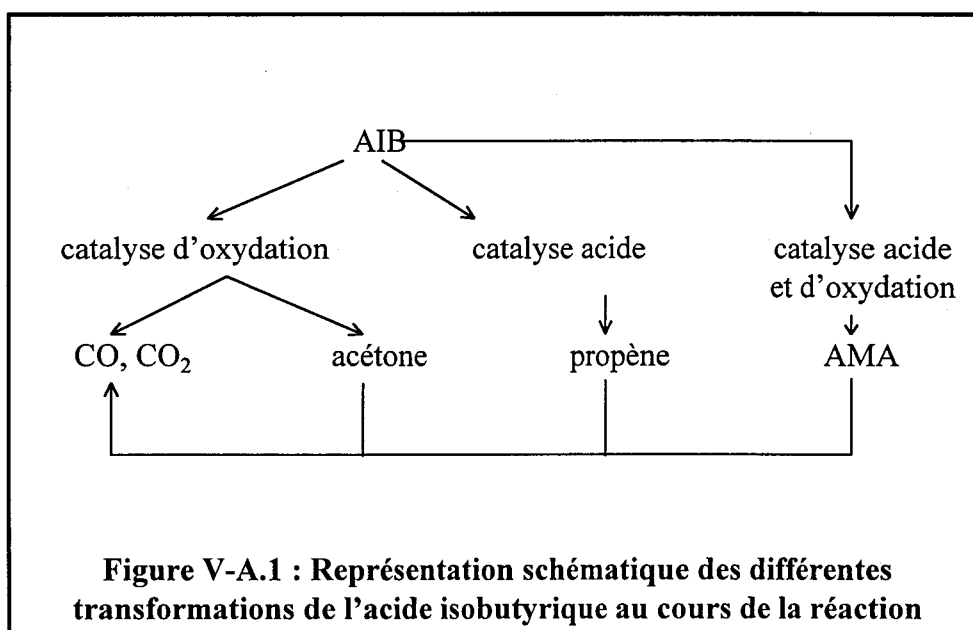 AIB
catalyse d'oxydation catalyse acide catalyse acide
et d'oxydation
CO, CO₂ acétone propène AMA
Figure V-A.1 : Représentation schématique des différentes
transformations de l'acide isobutyrique au cours de la réaction